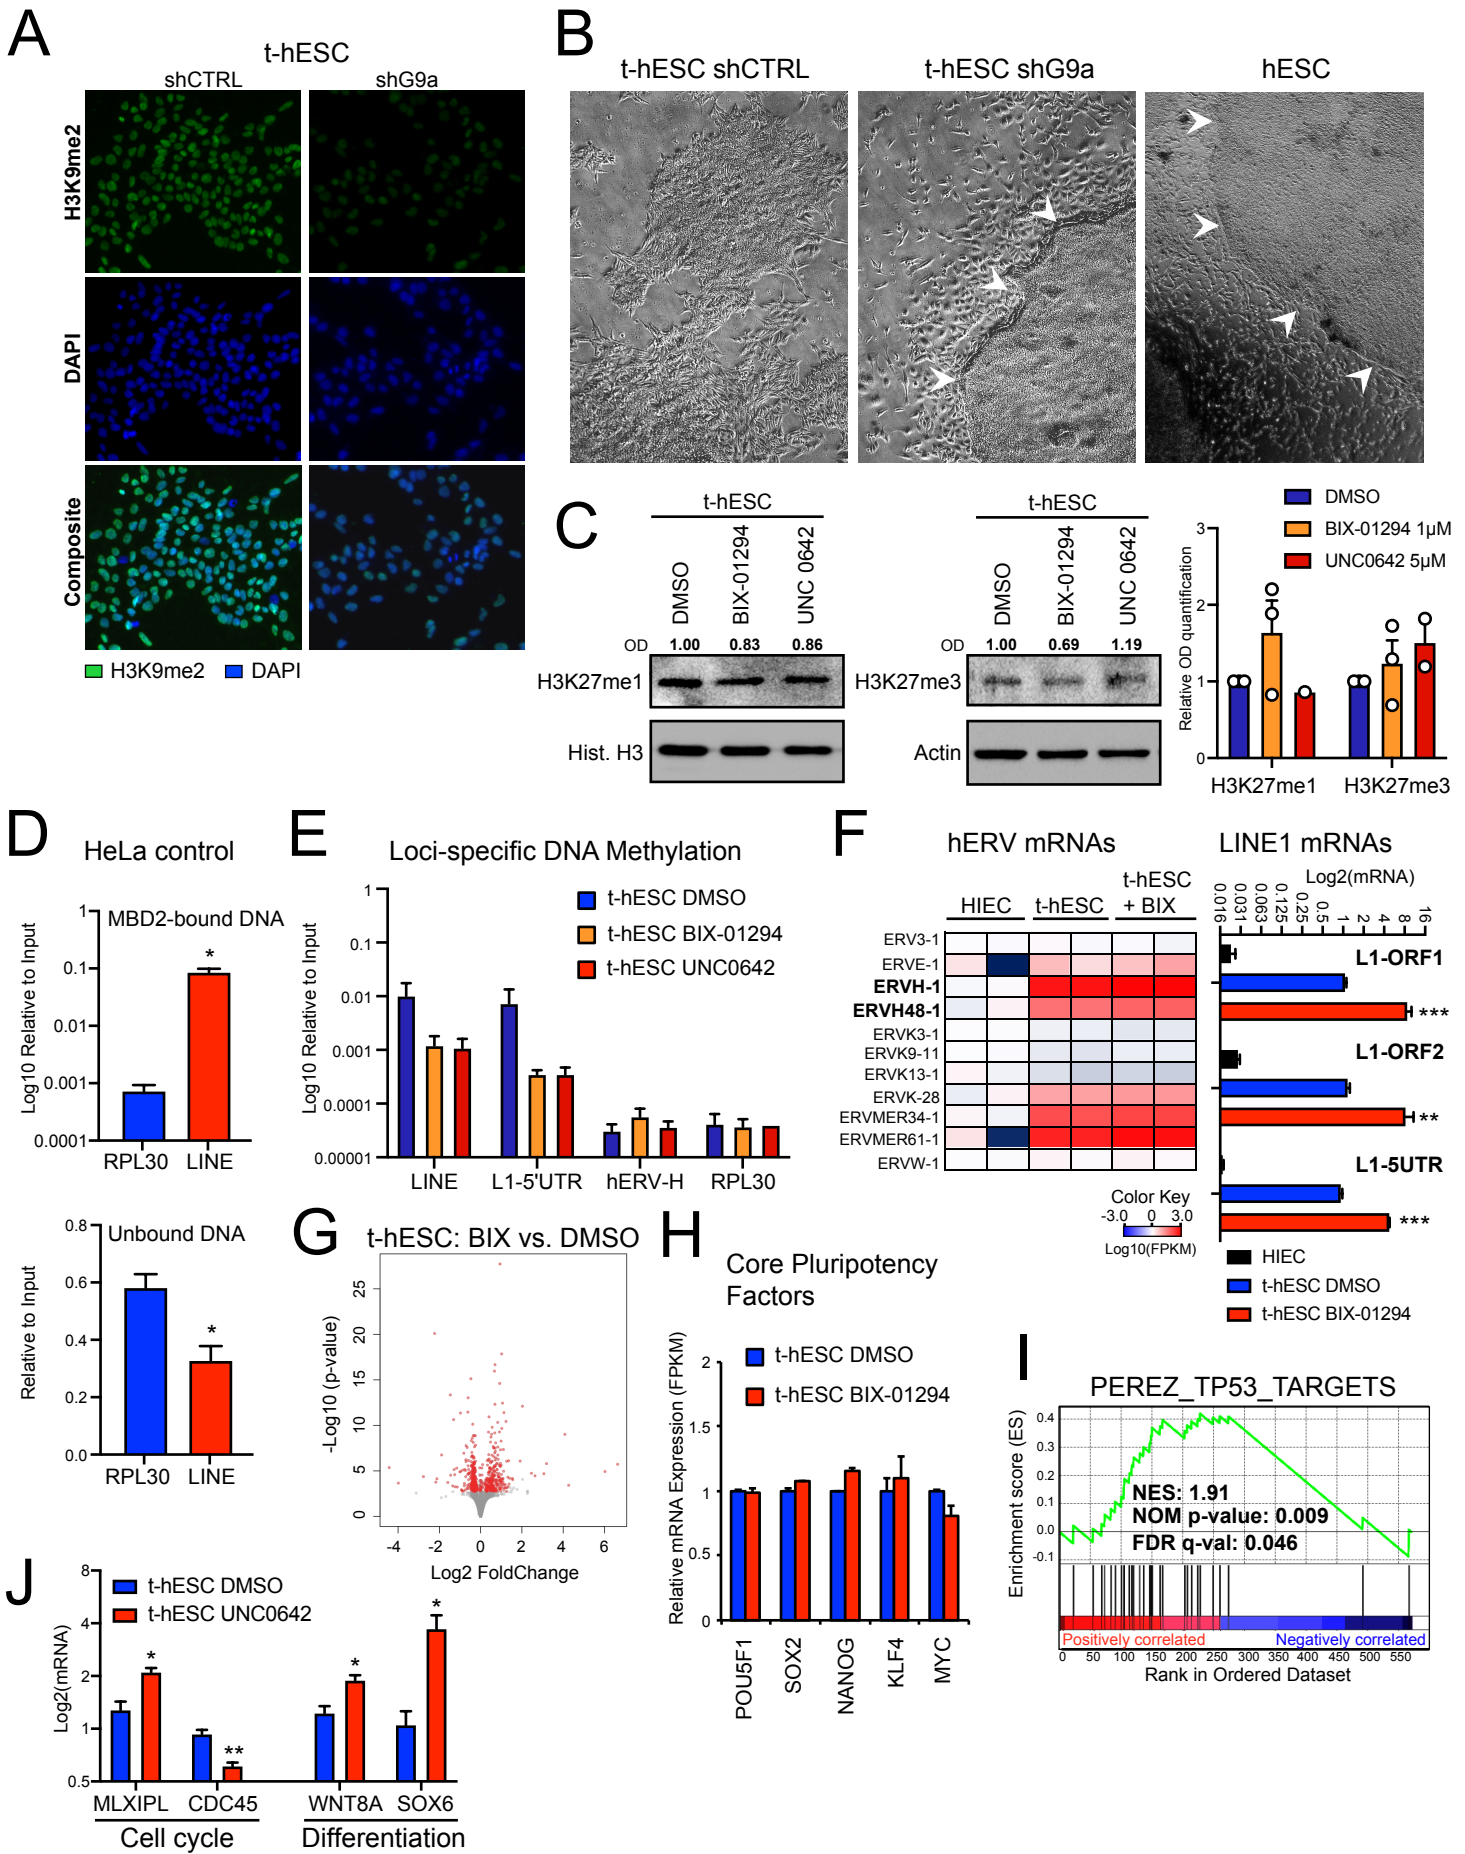 A
t-hESC
shCTRL
shG9a
H3K9me2
DAPI
Composite
H3K9me2
DAPI
B
t-hESC shCTRL
t-hESC shG9a
hESC
C
t-hESC
DMSO
BIX-01294
UNC 0642
OD 1.00 0.83 0.86
H3K27me1
Hist. H3
t-hESC
DMSO
BIX-01294
UNC 0642
OD 1.00 0.69 1.19
H3K27me3
Actin
DMSO
BIX-01294 1µM
UNC0642 5µM
Relative OD quantification
3
2
1
0
H3K27me1 H3K27me3
D
HeLa control
MBD2-bound DNA
Log10 Relative to Input
1
0.1
0.01
0.001
0.0001
*
RPL30 LINE
Unbound DNA
Relative to Input
0.8
0.6
0.4
0.2
0.0
*
RPL30 LINE
E
Loci-specific DNA Methylation
t-hESC DMSO
t-hESC BIX-01294
t-hESC UNC0642
Log10 Relative to Input
1
0.1
0.01
0.001
0.0001
0.00001
LINE L1-5'UTR hERV-H RPL30
F
hERV mRNAs
HIEC t-hESC t-hESC + BIX
ERV3-1
ERVE-1
ERVH-1
ERVH48-1
ERVK3-1
ERVK9-11
ERVK13-1
ERVK-28
ERVMER34-1
ERVMER61-1
ERVW-1
Color Key
-3.0 0 3.0
Log10(FPKM)
LINE1 mRNAs
Log2(mRNA)
0.016 0.031 0.063 0.125 0.25 0.5 1 2 4 8 16
L1-ORF1
***
L1-ORF2
**
L1-5UTR
***
HIEC
t-hESC DMSO
t-hESC BIX-01294
G
t-hESC: BIX vs. DMSO
-Log10 (p-value)
25
20
15
10
5
0
-4 -2 0 2 4 6
Log2 FoldChange
H
Core Pluripotency
Factors
t-hESC DMSO
t-hESC BIX-01294
Relative mRNA Expression (FPKM)
2
1.5
1
0.5
0
POU5F1
SOX2
NANOG
KLF4
MYC
I
PEREZ_TP53_TARGETS
Enrichment score (ES)
0.4
0.3
0.2
0.1
0.0
-0.1
NES: 1.91
NOM p-value: 0.009
FDR q-val: 0.046
Positively correlated Negatively correlated
0 50 100 150 200 250 300 350 400 450 500 550
Rank in Ordered Dataset
J
t-hESC DMSO
t-hESC UNC0642
Log2(mRNA)
8
4
2
1
0.5
*
**
*
*
MLXIPL CDC45 WNT8A SOX6
Cell cycle Differentiation